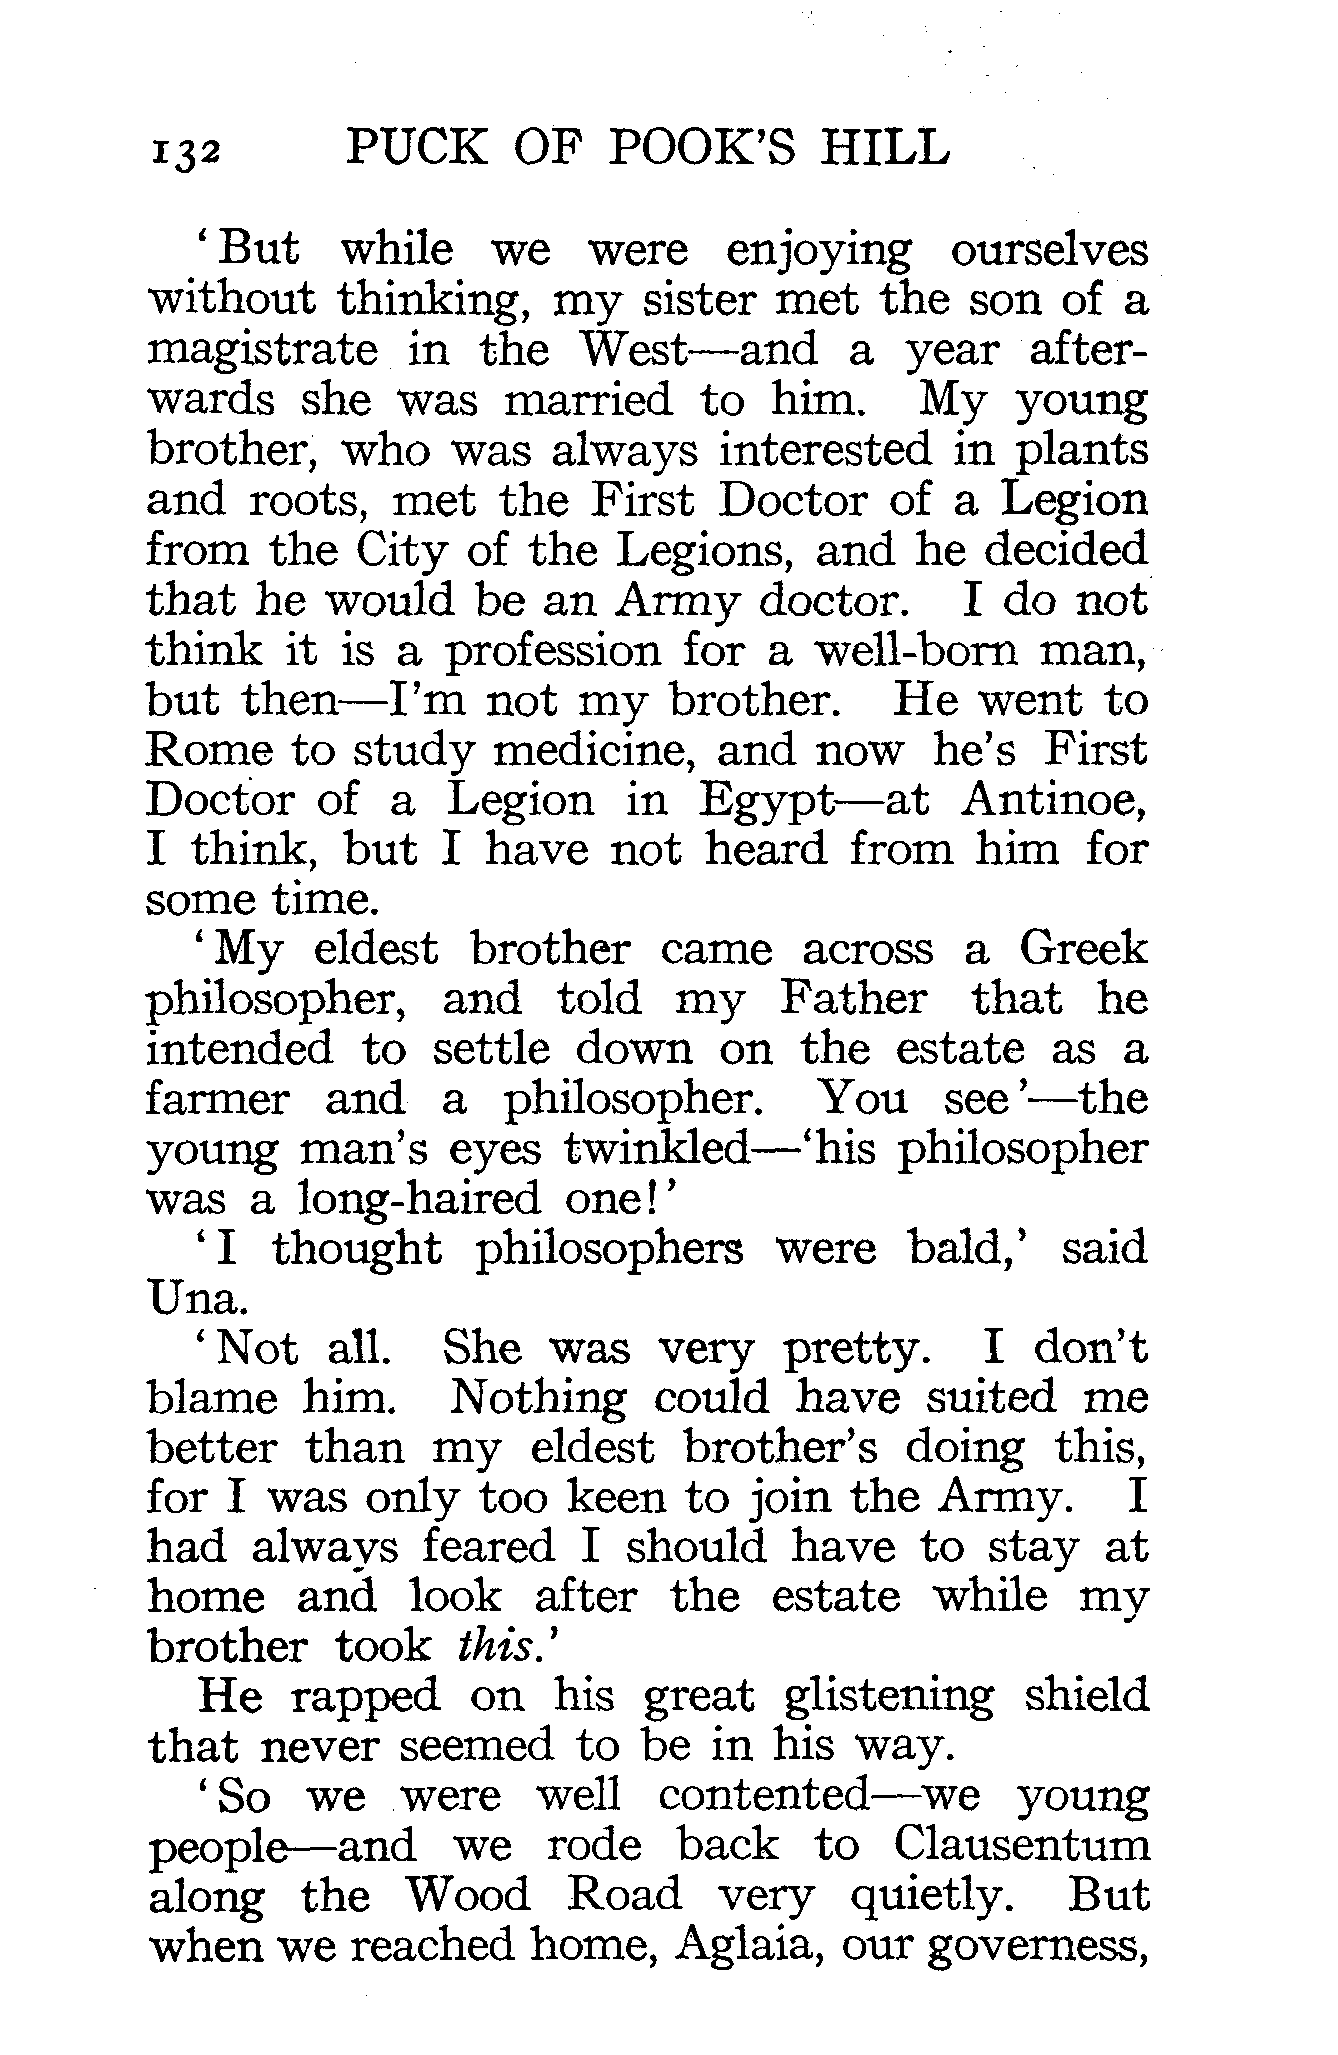 132 PUCK OF POOK'S HILL
‘But while we were enjoying ourselves
without thinking, my sister met the son of a
magistrate in the West—and a year after-
wards she was married to him. My young
brother, who was always interested in plants
and roots, met the First Doctor of a Legion
from the City of the Legions, and he decided
that he would be an Army doctor. I do not
think it is a profession for a well-born man,
but then—I'm not my brother. He went to
Rome to study medicine, and now he's First
Doctor of a Legion in Egypt—at Antinoe,
I think, but I have not heard from him for
some time.
‘My eldest brother came across a Greek
philosopher, and told my Father that he
intended to settle down on the estate as a
farmer and a philosopher. You see’—the
young man's eyes twinkled—‘his philosopher
was a long-haired one!’
‘I thought philosophers were bald,’ said
Una.
‘Not all. She was very pretty. I don't
blame him. Nothing could have suited me
better than my eldest brother's doing this,
for I was only too keen to join the Army. I
had always feared I should have to stay at
home and look after the estate while my
brother took this.’
He rapped on his great glistening shield
that never seemed to be in his way.
‘So we were well contented—we young
people—and we rode back to Clausentum
along the Wood Road very quietly. But
when we reached home, Aglaia, our governess,